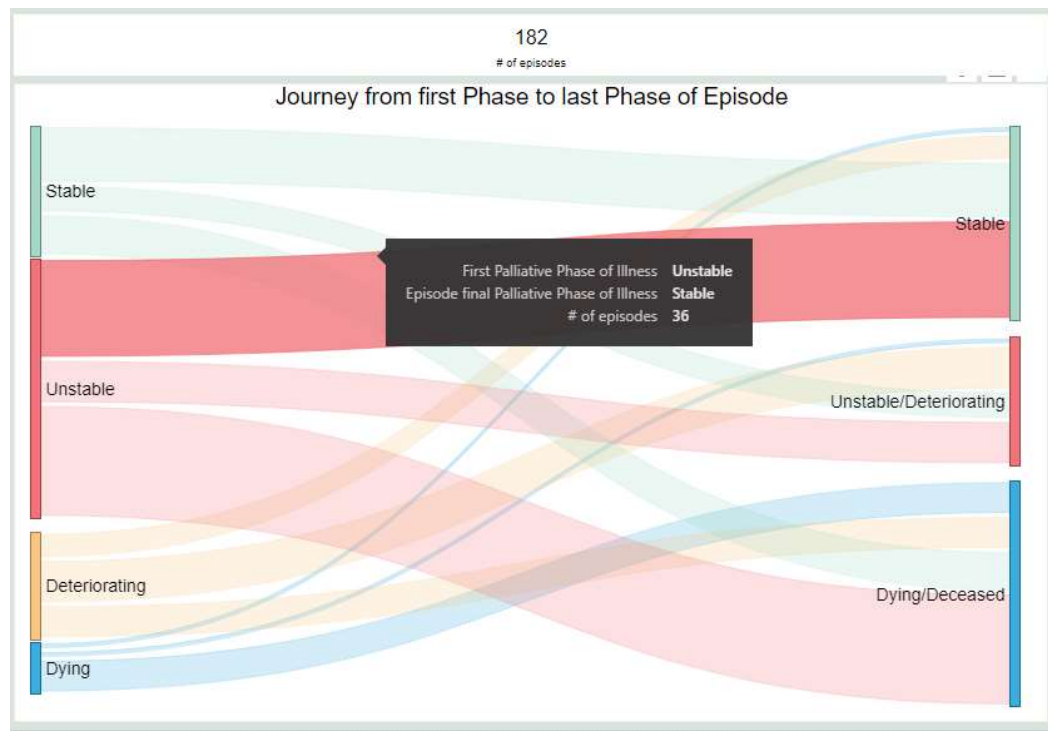 182
# of episodes
Journey from first Phase to last Phase of Episode
Stable
Stable
First Palliative Phase of Illness Unstable
Episode final Palliative Phase of Illness Stable
# of episodes 36
Unstable
Unstable/Deteriorating
Deteriorating
Dying/Deceased
Dying